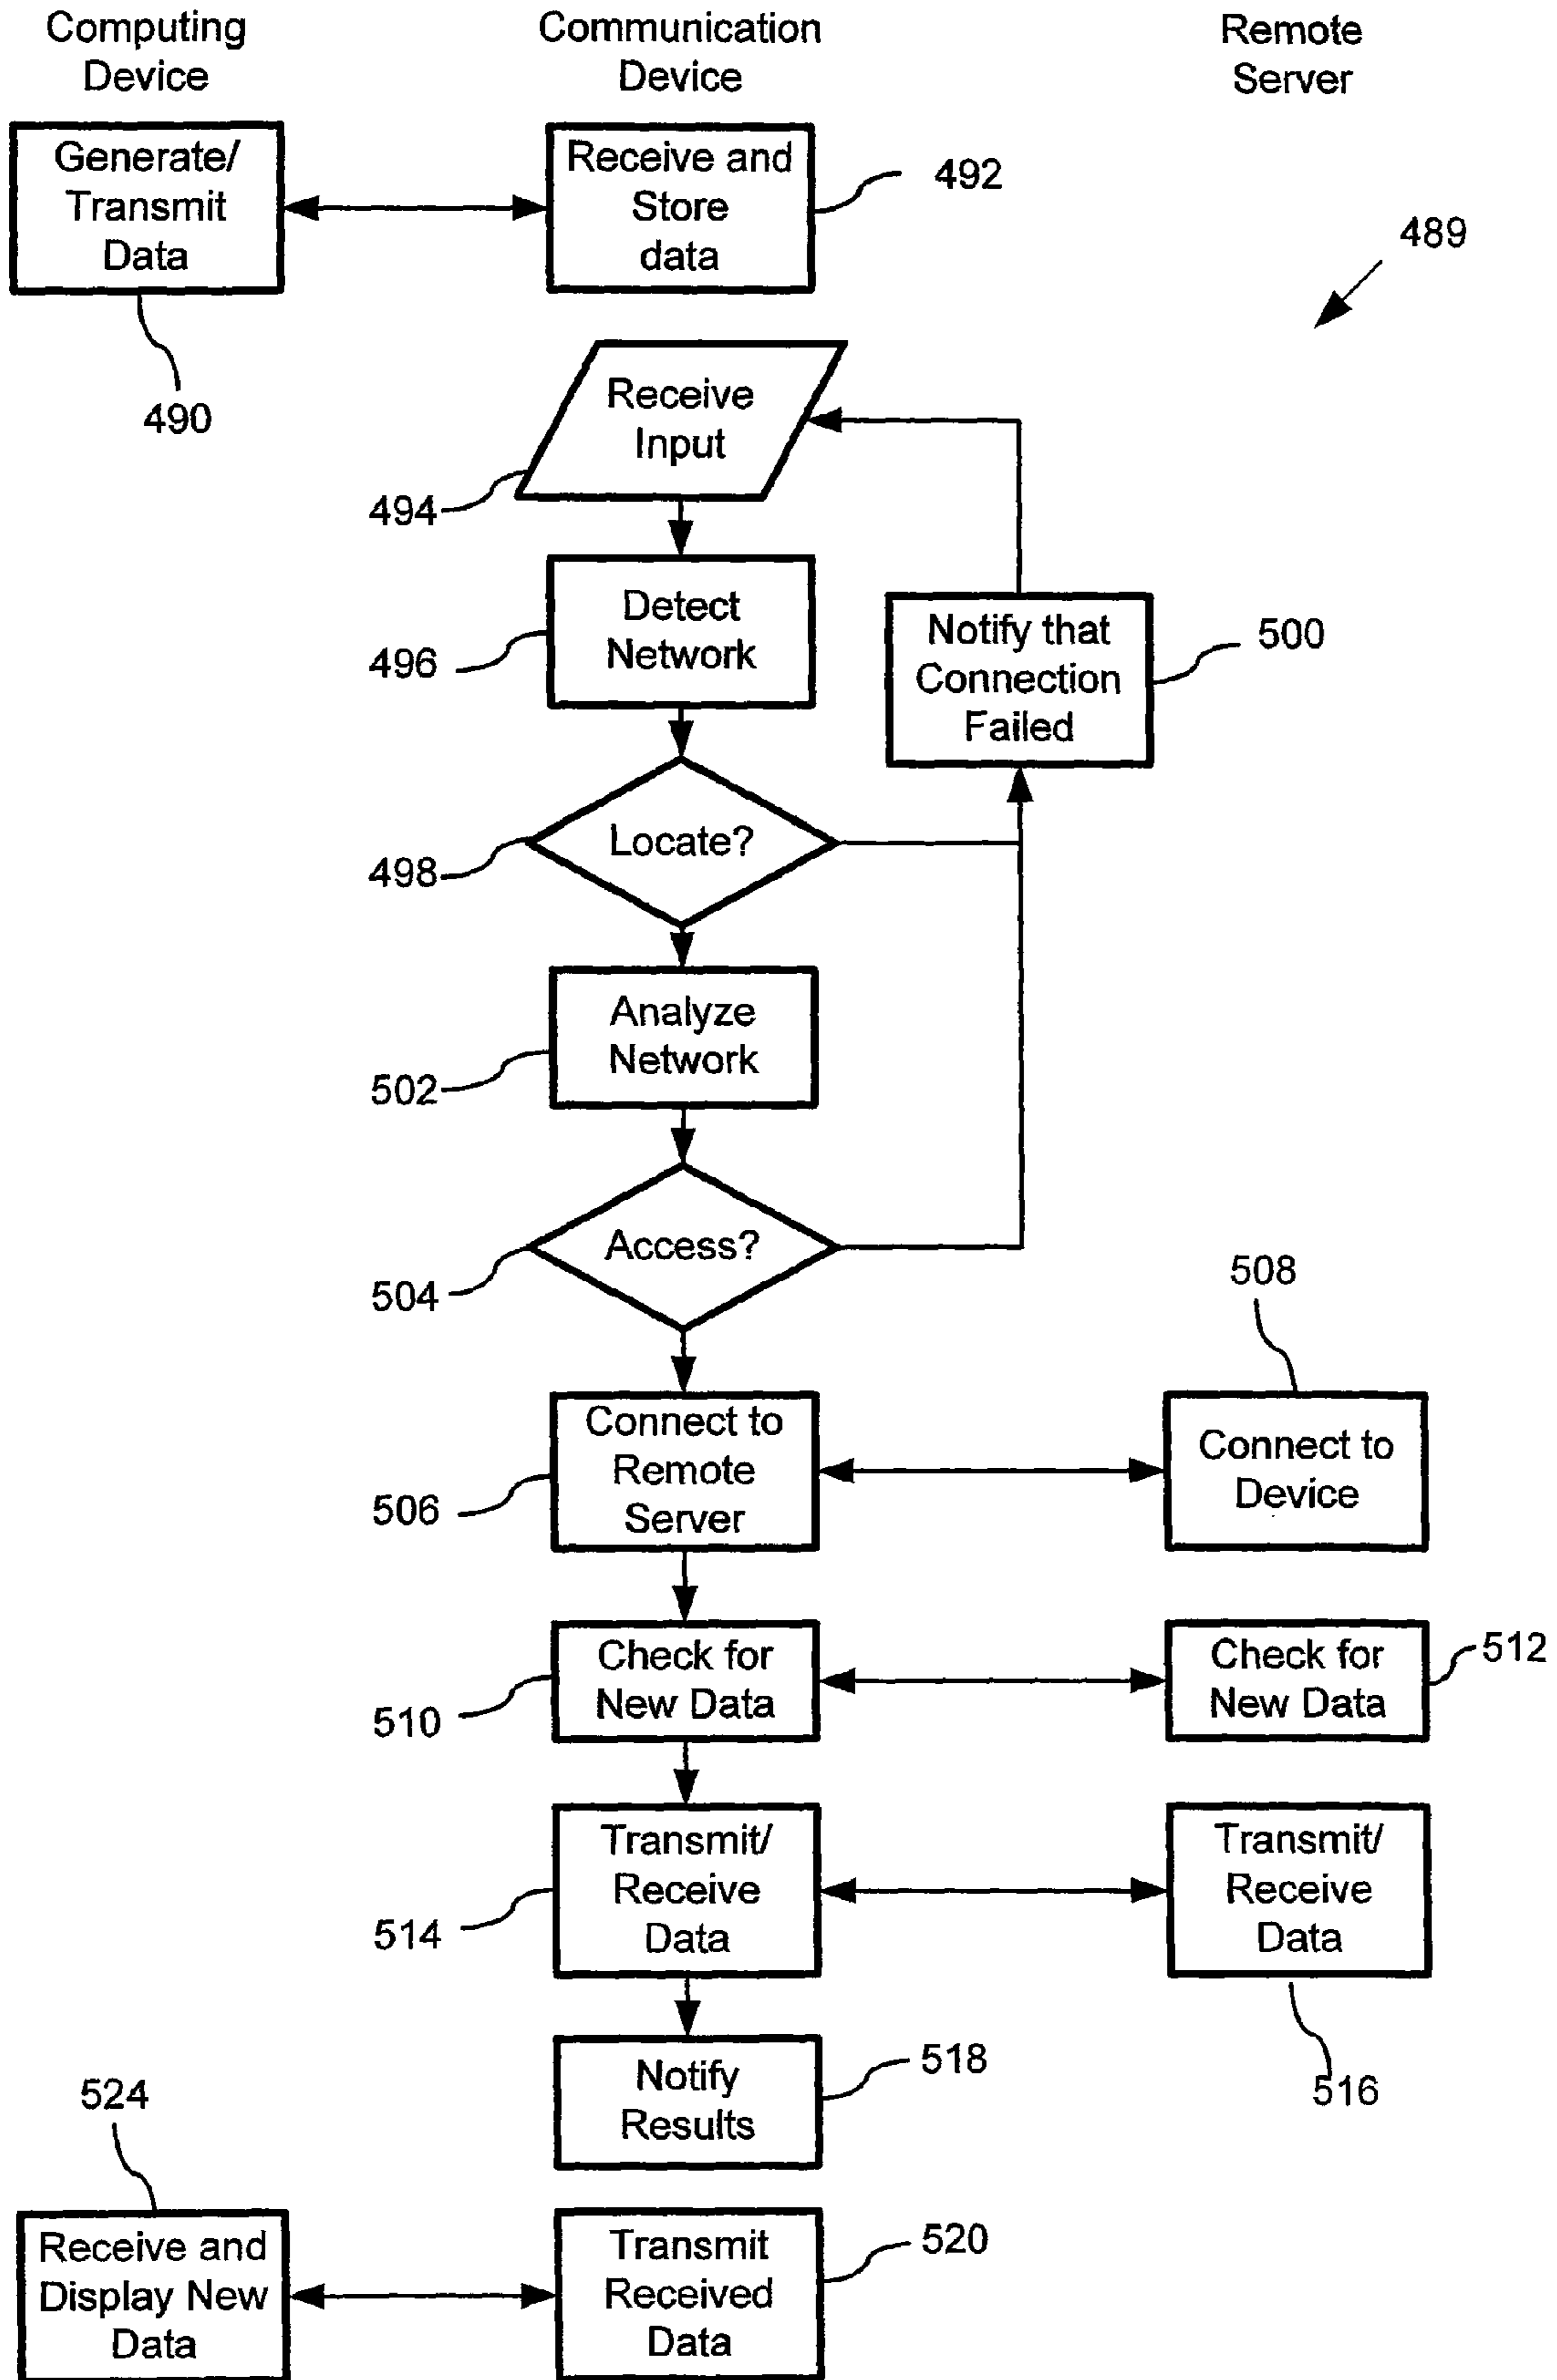 Computing
Device
Communication
Device
Remote
Server
Generate/
Transmit
Data
Receive and
Store
data
492
489
490
Receive
Input
494
Detect
Network
496
Notify that
Connection
Failed
500
Locate?
498
Analyze
Network
502
Access?
504
508
Connect to
Remote
Server
506
Connect to
Device
Check for
New Data
510
Check for
New Data
512
Transmit/
Receive
Data
514
Transmit/
Receive
Data
516
Notify
Results
518
524
Receive and
Display New
Data
Transmit
Received
Data
520